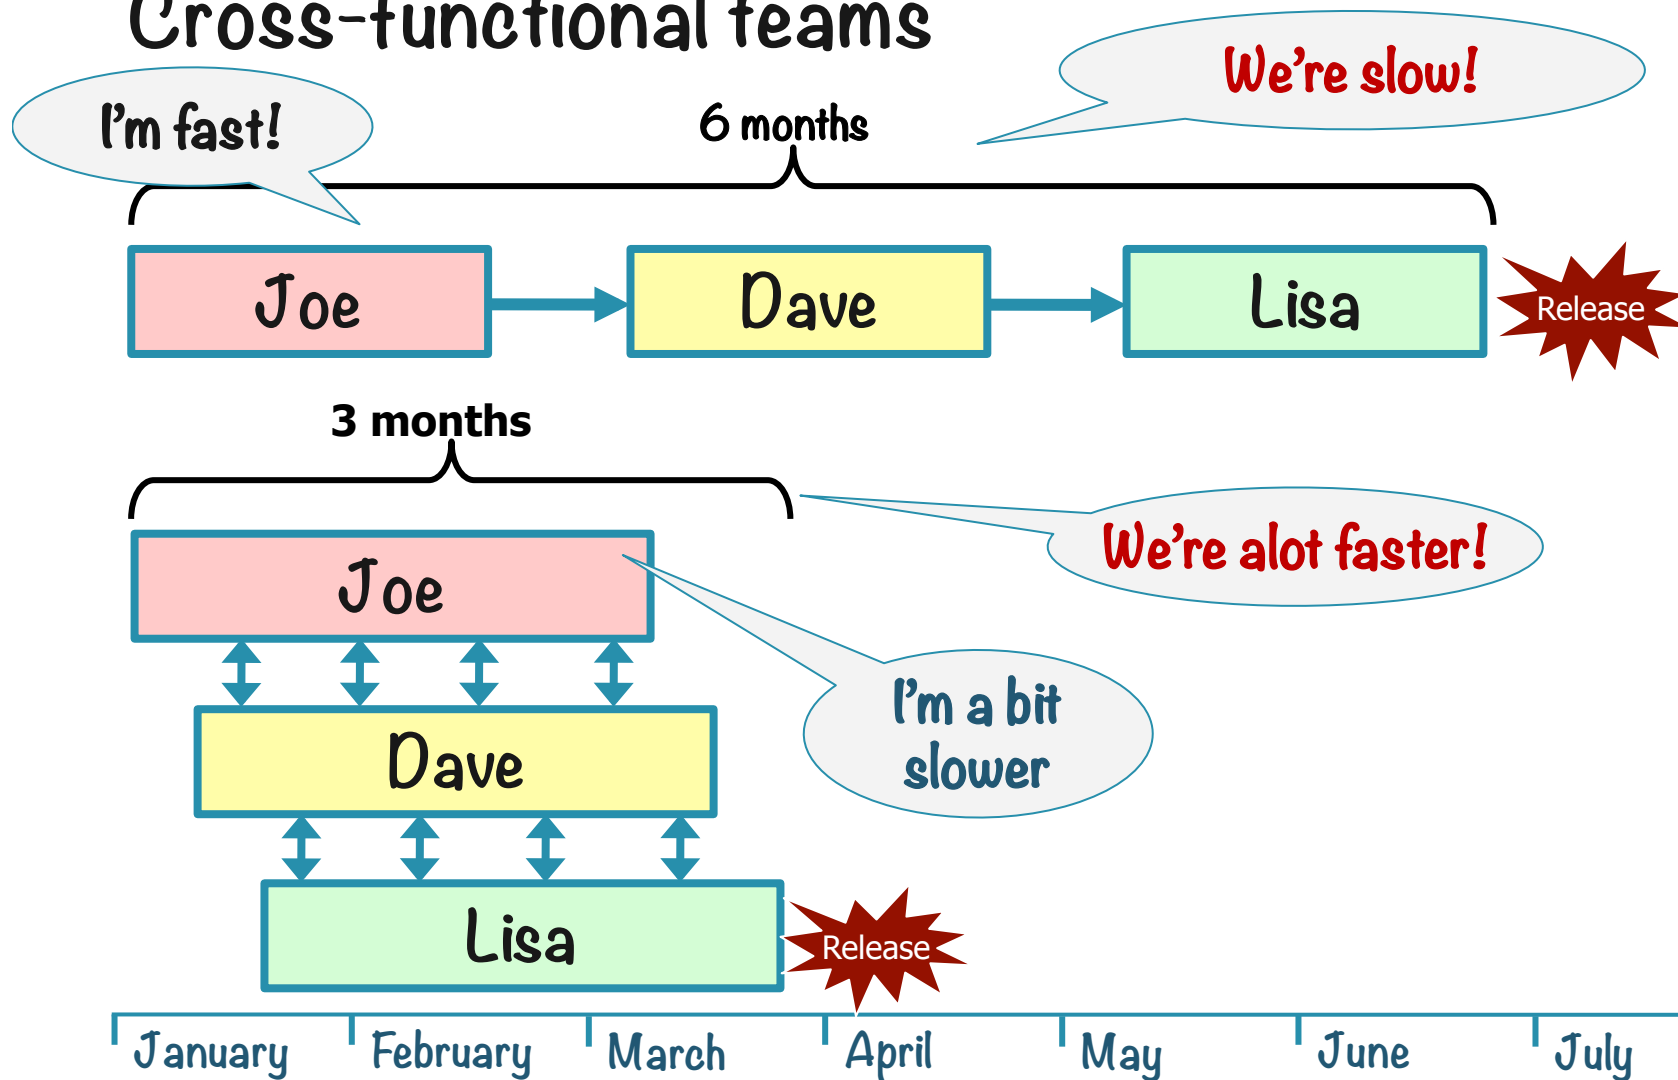 Cross-functional teams
We're slow!
I'm fast!
6 months
Joe
Dave
Lisa
Release
3 months
We're alot faster!
Joe
I'm a bit
slower
Dave
Lisa
Release
January
February
March
April
May
June
July